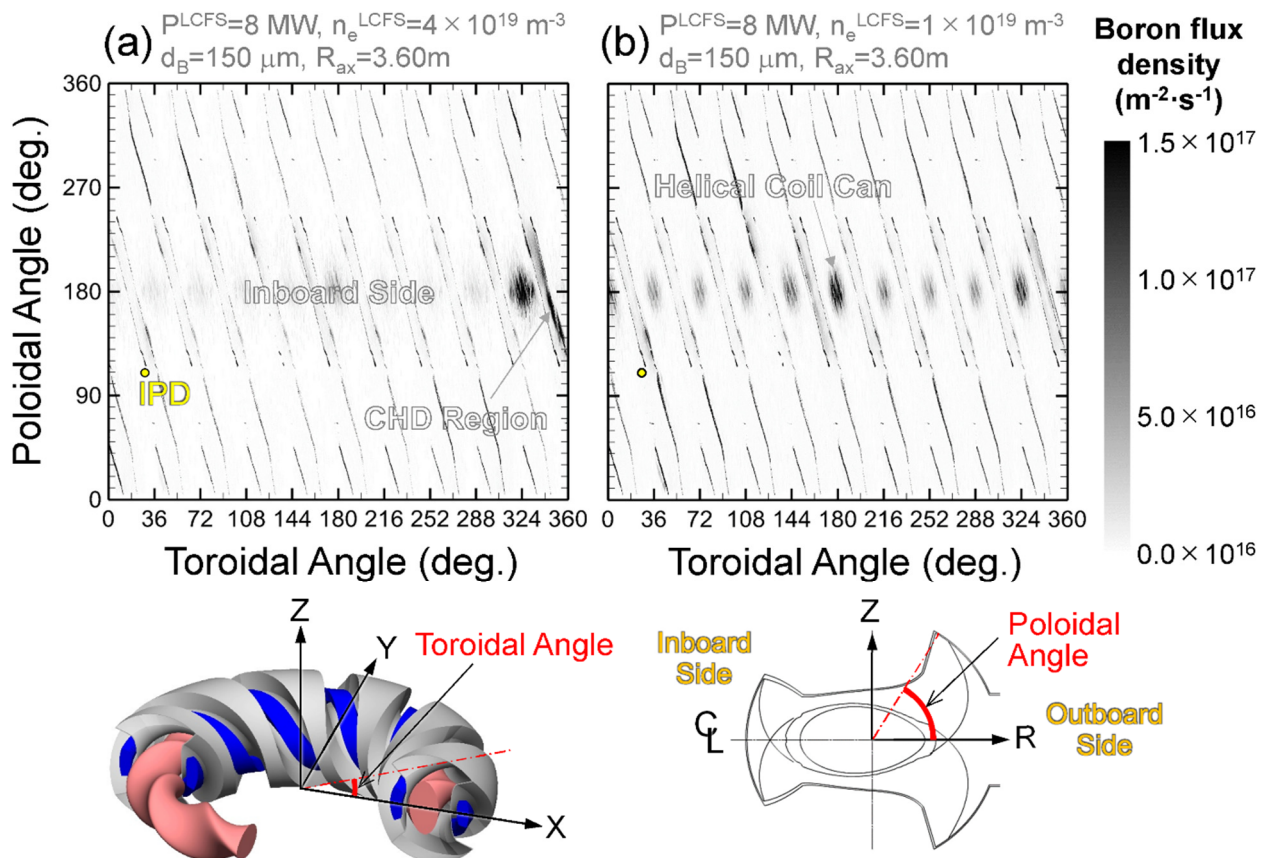 (a) P^LCFS=8 MW, n_e^LCFS=4×10^19 m^-3
d_B=150 μm, R_ax=3.60m
(b) P^LCFS=8 MW, n_e^LCFS=1×10^19 m^-3
d_B=150 μm, R_ax=3.60m
Boron flux
density
(m^-2·s^-1)
Poloidal Angle (deg.)
360
270
180
90
0
Inboard Side
IPD
CHD Region
0 36 72 108 144 180 216 252 288 324 360
Toroidal Angle (deg.)
Helical Coil Can
0 36 72 108 144 180 216 252 288 324 360
Toroidal Angle (deg.)
1.5×10^17
1.0×10^17
5.0×10^16
0.0×10^16
Z
Y
Toroidal Angle
X
Z
Inboard
Side
Poloidal
Angle
CL
R
Outboard
Side